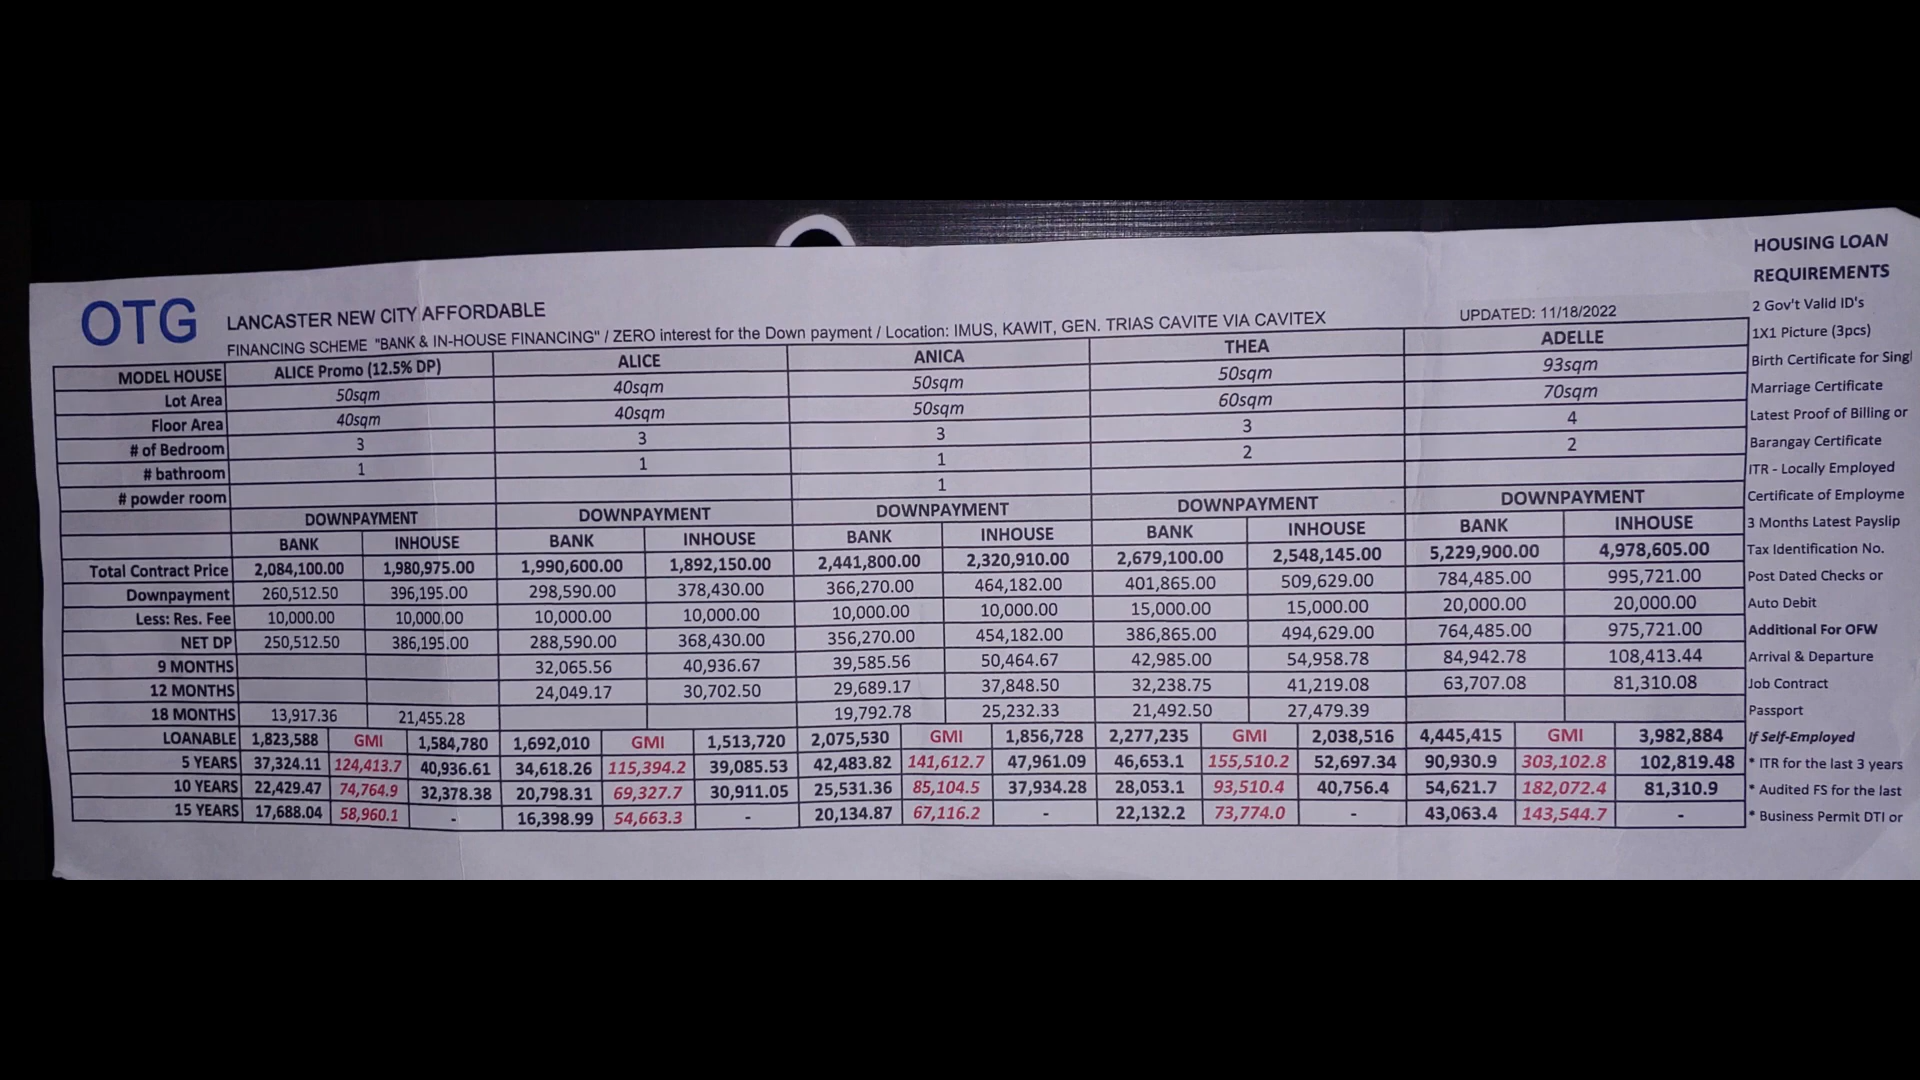 OTG
LANCASTER NEW CITY AFFORDABLE
FINANCING SCHEME "BANK & IN-HOUSE FINANCING" / ZERO interest for the Down payment / Location: IMUS, KAWIT, GEN. TRIAS CAVITE VIA CAVITEX
UPDATED: 11/18/2022
MODEL HOUSE ALICE Promo (12.5% DP) ALICE ANICA THEA ADELLE
Lot Area 50sqm 40sqm 50sqm 50sqm 93sqm
Floor Area 40sqm 40sqm 50sqm 60sqm 70sqm
# of Bedroom 3 3 3 3 4
# bathroom 1 1 1 2 2
# powder room 1
DOWNPAYMENT DOWNPAYMENT DOWNPAYMENT DOWNPAYMENT DOWNPAYMENT
BANK INHOUSE BANK INHOUSE BANK INHOUSE BANK INHOUSE BANK INHOUSE
Total Contract Price 2,084,100.00 1,980,975.00 1,990,600.00 1,892,150.00 2,441,800.00 2,320,910.00 2,679,100.00 2,548,145.00 5,229,900.00 4,978,605.00
Downpayment 260,512.50 396,195.00 298,590.00 378,430.00 366,270.00 464,182.00 401,865.00 509,629.00 784,485.00 995,721.00
Less: Res. Fee 10,000.00 10,000.00 10,000.00 10,000.00 10,000.00 10,000.00 15,000.00 15,000.00 20,000.00 20,000.00
NET DP 250,512.50 386,195.00 288,590.00 368,430.00 356,270.00 454,182.00 386,865.00 494,629.00 764,485.00 975,721.00
9 MONTHS 32,065.56 40,936.67 39,585.56 50,464.67 42,985.00 54,958.78 84,942.78 108,413.44
12 MONTHS 24,049.17 30,702.50 29,689.17 37,848.50 32,238.75 41,219.08 63,707.08 81,310.08
18 MONTHS 13,917.36 21,455.28 19,792.78 25,232.33 21,492.50 27,479.39
LOANABLE 1,823,588 GMI 1,584,780 1,692,010 GMI 1,513,720 2,075,530 GMI 1,856,728 2,277,235 GMI 2,038,516 4,445,415 GMI 3,982,884
5 YEARS 37,324.11 124,413.7 40,936.61 34,618.26 115,394.2 39,085.53 42,483.82 141,612.7 47,961.09 46,653.1 155,510.2 52,697.34 90,930.9 303,102.8 102,819.48
10 YEARS 22,429.47 74,764.9 32,378.38 20,798.31 69,327.7 30,911.05 25,531.36 85,104.5 37,934.28 28,053.1 93,510.4 40,756.4 54,621.7 182,072.4 81,310.9
15 YEARS 17,688.04 58,960.1 - 16,398.99 54,663.3 - 20,134.87 67,116.2 - 22,132.2 73,774.0 - 43,063.4 143,544.7 -
HOUSING LOAN
REQUIREMENTS
2 Gov't Valid ID's
1X1 Picture (3pcs)
Birth Certificate for Singl
Marriage Certificate
Latest Proof of Billing or
Barangay Certificate
ITR - Locally Employed
Certificate of Employme
3 Months Latest Payslip
Tax Identification No.
Post Dated Checks or
Auto Debit
Additional For OFW
Arrival & Departure
Job Contract
Passport
If Self-Employed
* ITR for the last 3 years
* Audited FS for the last
* Business Permit DTI or